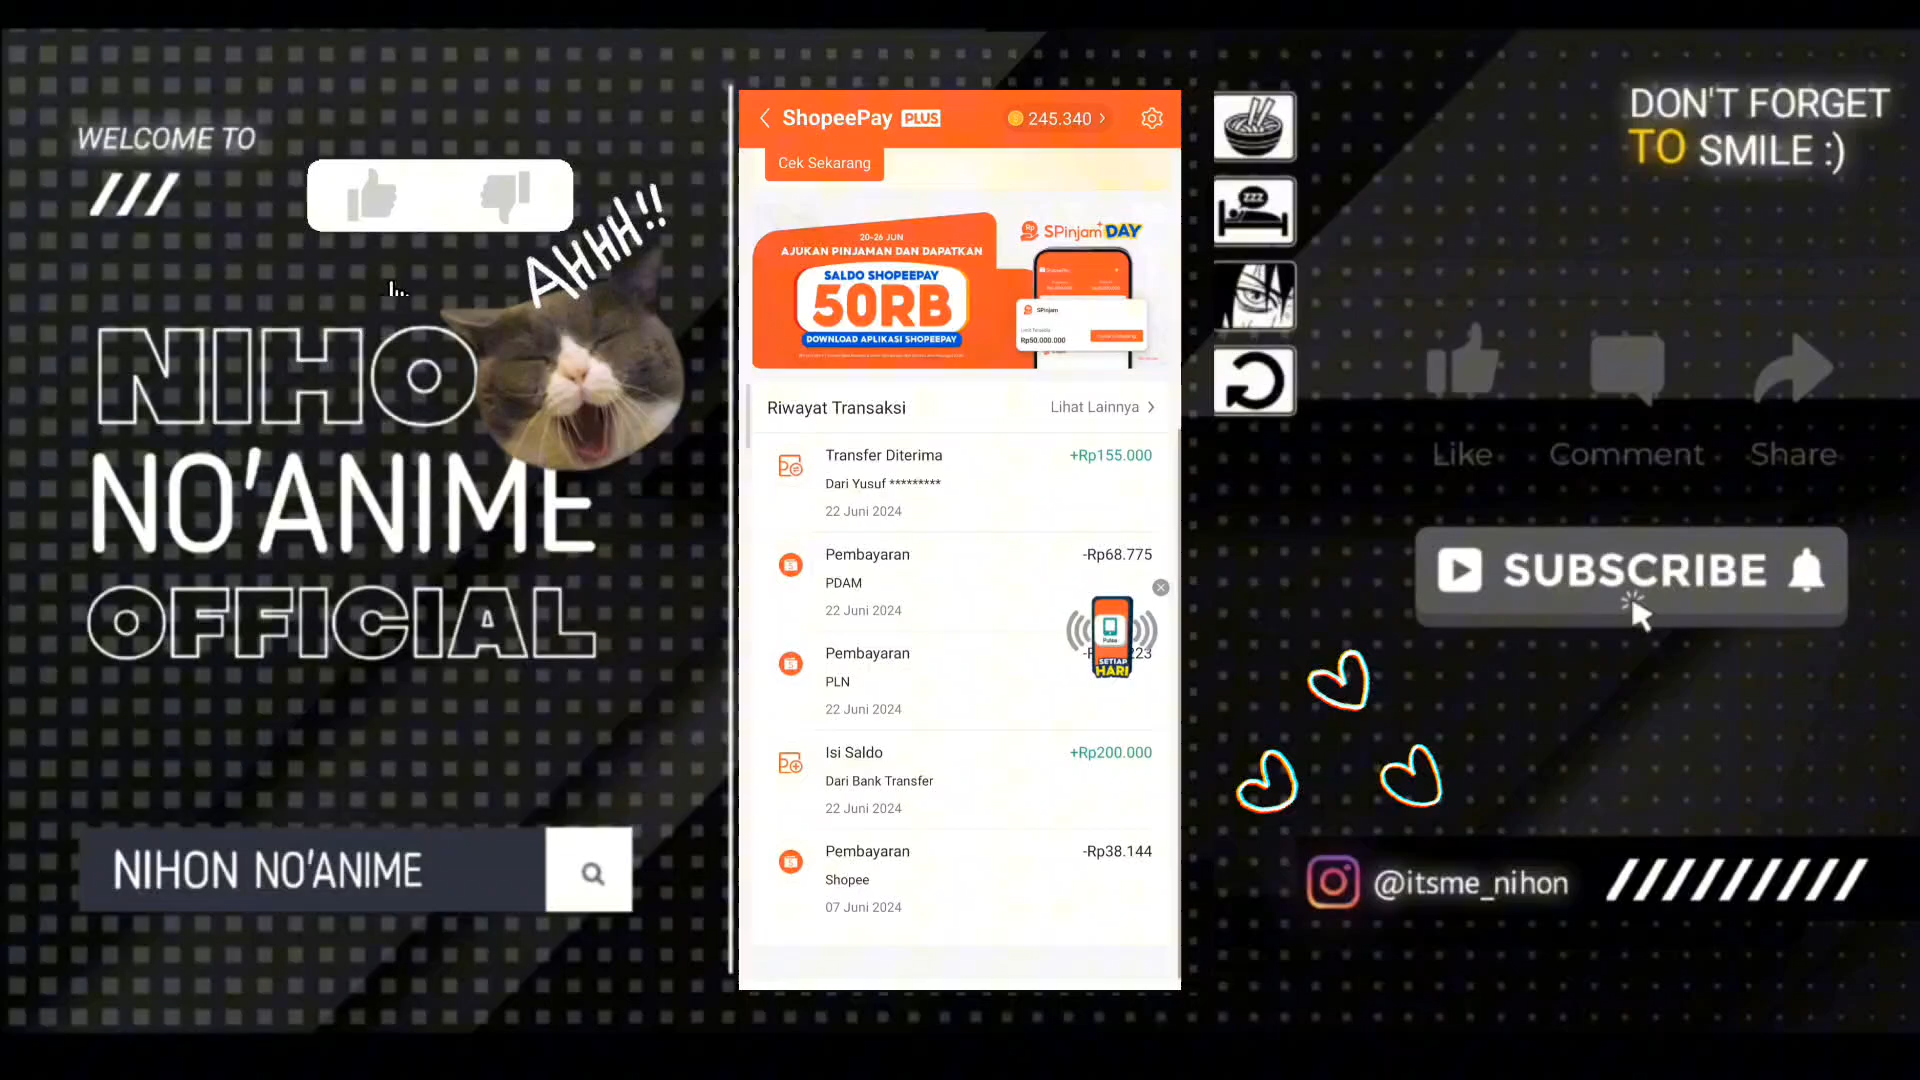 WELCOME TO
AHHH!!
NIHO
NO'ANIME
OFFICIAL
NIHON NO'ANIME
ShopeePay PLUS
245.340
Cek Sekarang
20-26 JUN
AJUKAN PINJAMAN DAN DAPATKAN
SALDO SHOPEEPAY
50RB
DOWNLOAD APLIKASI SHOPEEPAY
SPinjam DAY
SPinjam
Rp50.000.000
Riwayat Transaksi
Lihat Lainnya
Transfer Diterima
+Rp155.000
Dari Yusuf *********
22 Juni 2024
Pembayaran
-Rp68.775
PDAM
22 Juni 2024
Pembayaran
223
PLN
22 Juni 2024
Pulsa
SETIAP
HARI
Isi Saldo
+Rp200.000
Dari Bank Transfer
22 Juni 2024
Pembayaran
-Rp38.144
Shopee
07 Juni 2024
ZZZ
DON'T FORGET
TO SMILE :)
Like
Comment
Share
SUBSCRIBE
@itsme_nihon